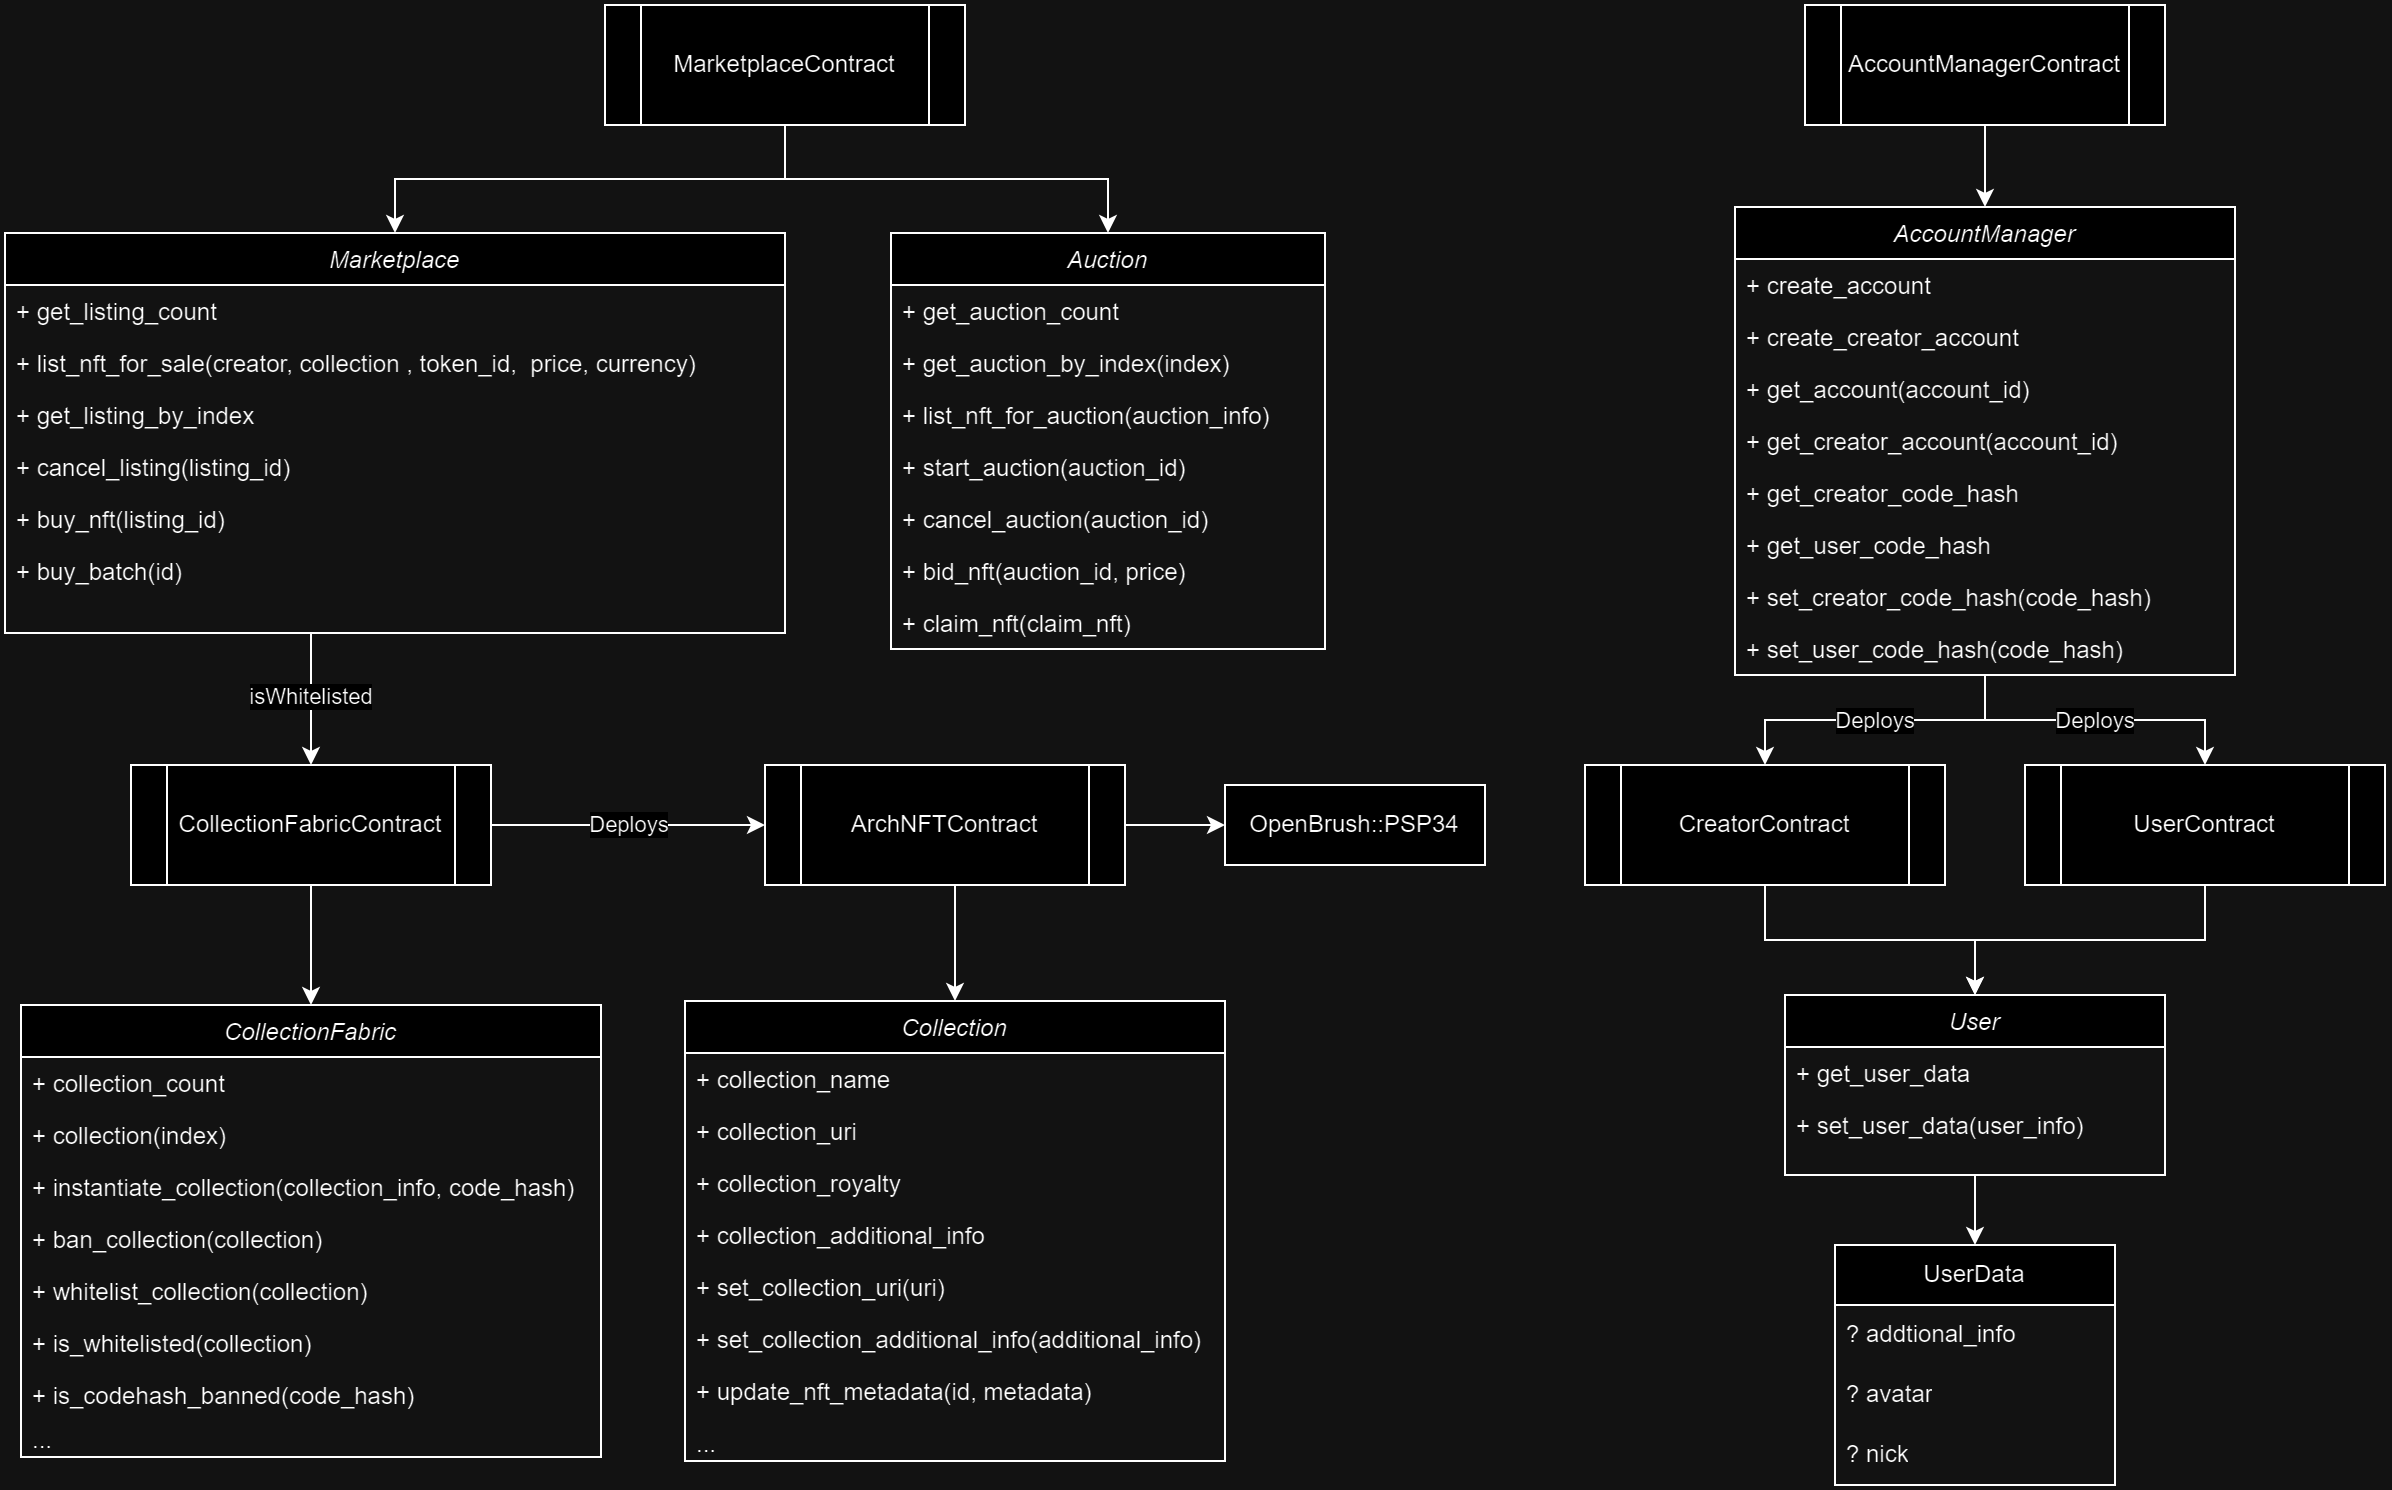 MarketplaceContract
AccountManagerContract
Marketplace
+ get_listing_count
+ list_nft_for_sale(creator, collection , token_id,  price, currency)
+ get_listing_by_index
+ cancel_listing(listing_id)
+ buy_nft(listing_id)
+ buy_batch(id)
Auction
+ get_auction_count
+ get_auction_by_index(index)
+ list_nft_for_auction(auction_info)
+ start_auction(auction_id)
+ cancel_auction(auction_id)
+ bid_nft(auction_id, price)
+ claim_nft(claim_nft)
AccountManager
+ create_account
+ create_creator_account
+ get_account(account_id)
+ get_creator_account(account_id)
+ get_creator_code_hash
+ get_user_code_hash
+ set_creator_code_hash(code_hash)
+ set_user_code_hash(code_hash)
isWhitelisted
Deploys
Deploys
CollectionFabricContract
Deploys
ArchNFTContract
OpenBrush::PSP34
CreatorContract
UserContract
CollectionFabric
+ collection_count
+ collection(index)
+ instantiate_collection(collection_info, code_hash)
+ ban_collection(collection)
+ whitelist_collection(collection)
+ is_whitelisted(collection)
+ is_codehash_banned(code_hash)
...
Collection
+ collection_name
+ collection_uri
+ collection_royalty
+ collection_additional_info
+ set_collection_uri(uri)
+ set_collection_additional_info(additional_info)
+ update_nft_metadata(id, metadata)
...
User
+ get_user_data
+ set_user_data(user_info)
UserData
? addtional_info
? avatar
? nick